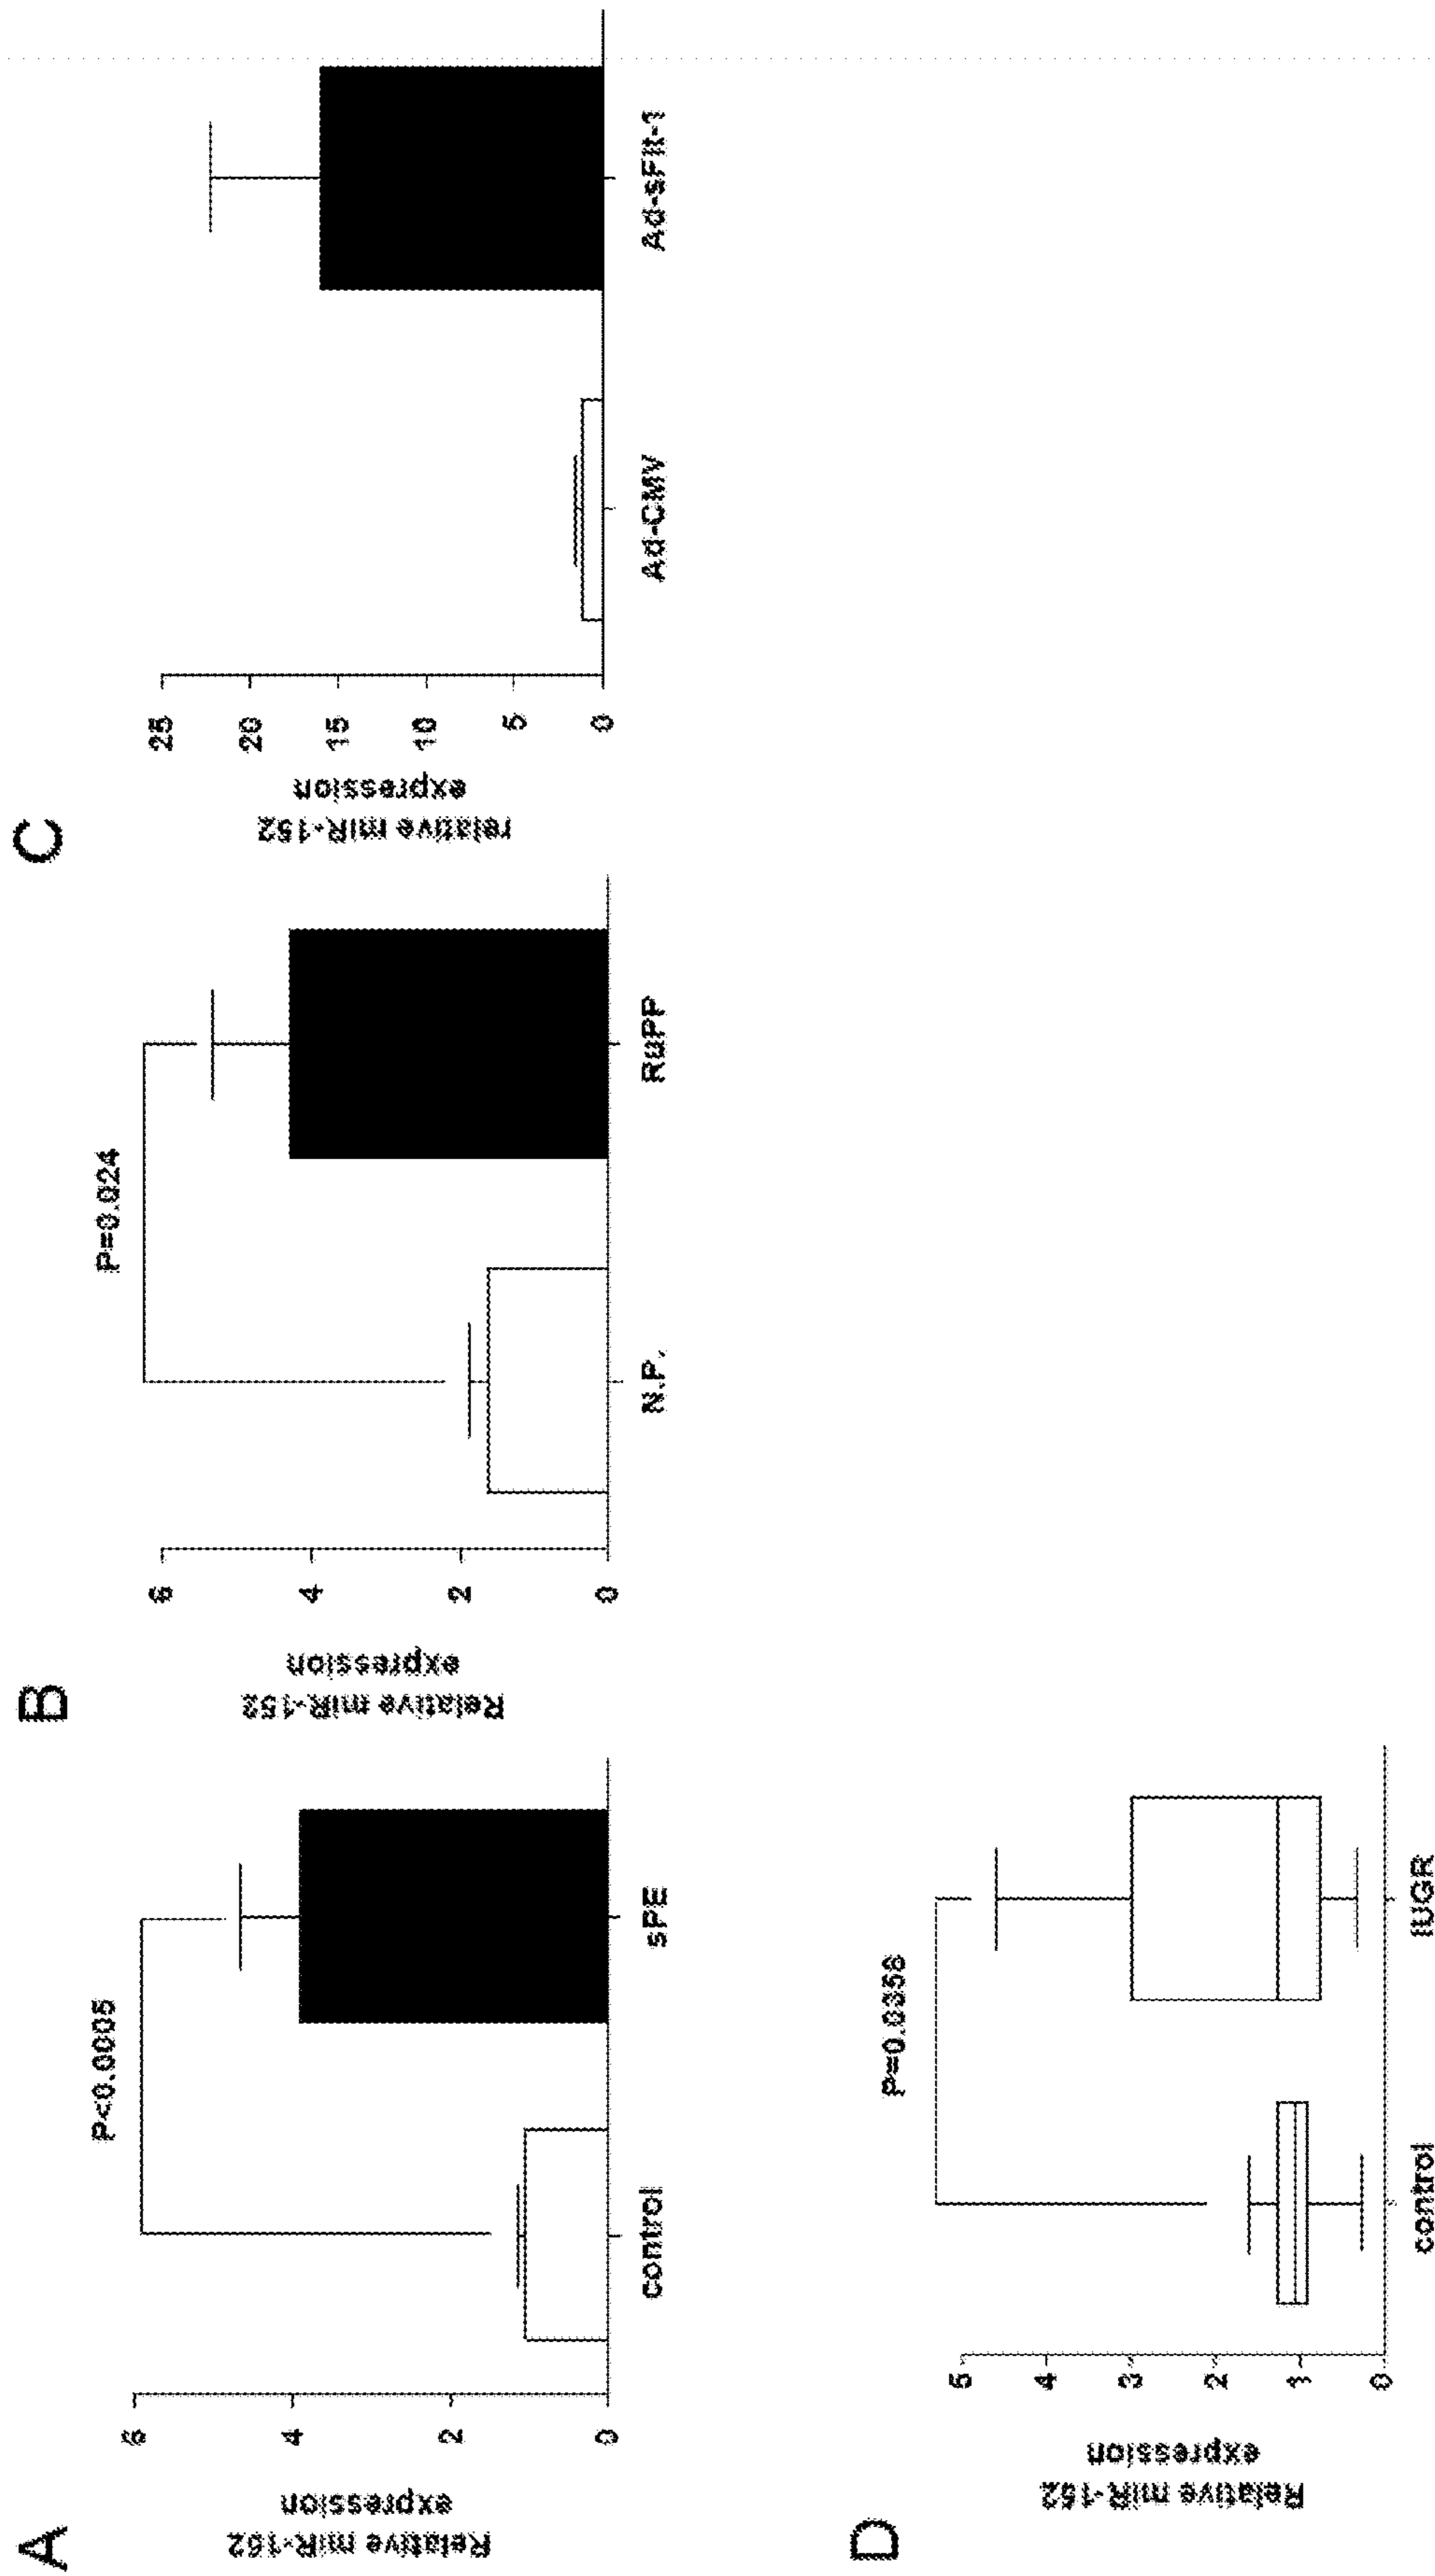 A
Relative miR-152
expression
6
4
2
0
P<0.0005
control
sPE
B
Relative miR-152
expression
6
4
2
0
P=0.024
N.P.
RuPP
C
relative miR-152
expression
25
20
15
10
5
0
Ad-CMV
Ad-sFlt-1
D
Relative miR-152
expression
5
4
3
2
1
0
P=0.0358
control
IUGR